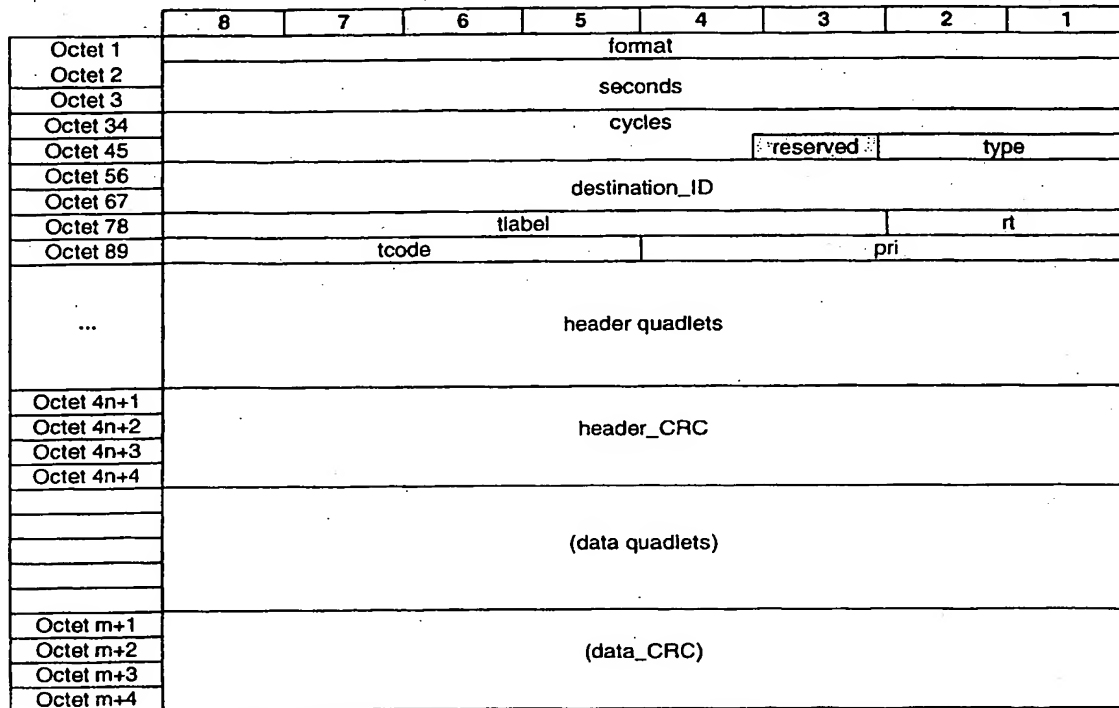 8 7 6 5 4 3 2 1
Octet 1 format
Octet 2
seconds
Octet 3
Octet 34 cycles
Octet 45 reserved type
Octet 56
destination_ID
Octet 67
Octet 78 tlabel rt
Octet 89 tcode pri
... header quadlets
Octet 4n+1
Octet 4n+2 header_CRC
Octet 4n+3
Octet 4n+4
(data quadlets)
Octet m+1
Octet m+2 (data_CRC)
Octet m+3
Octet m+4